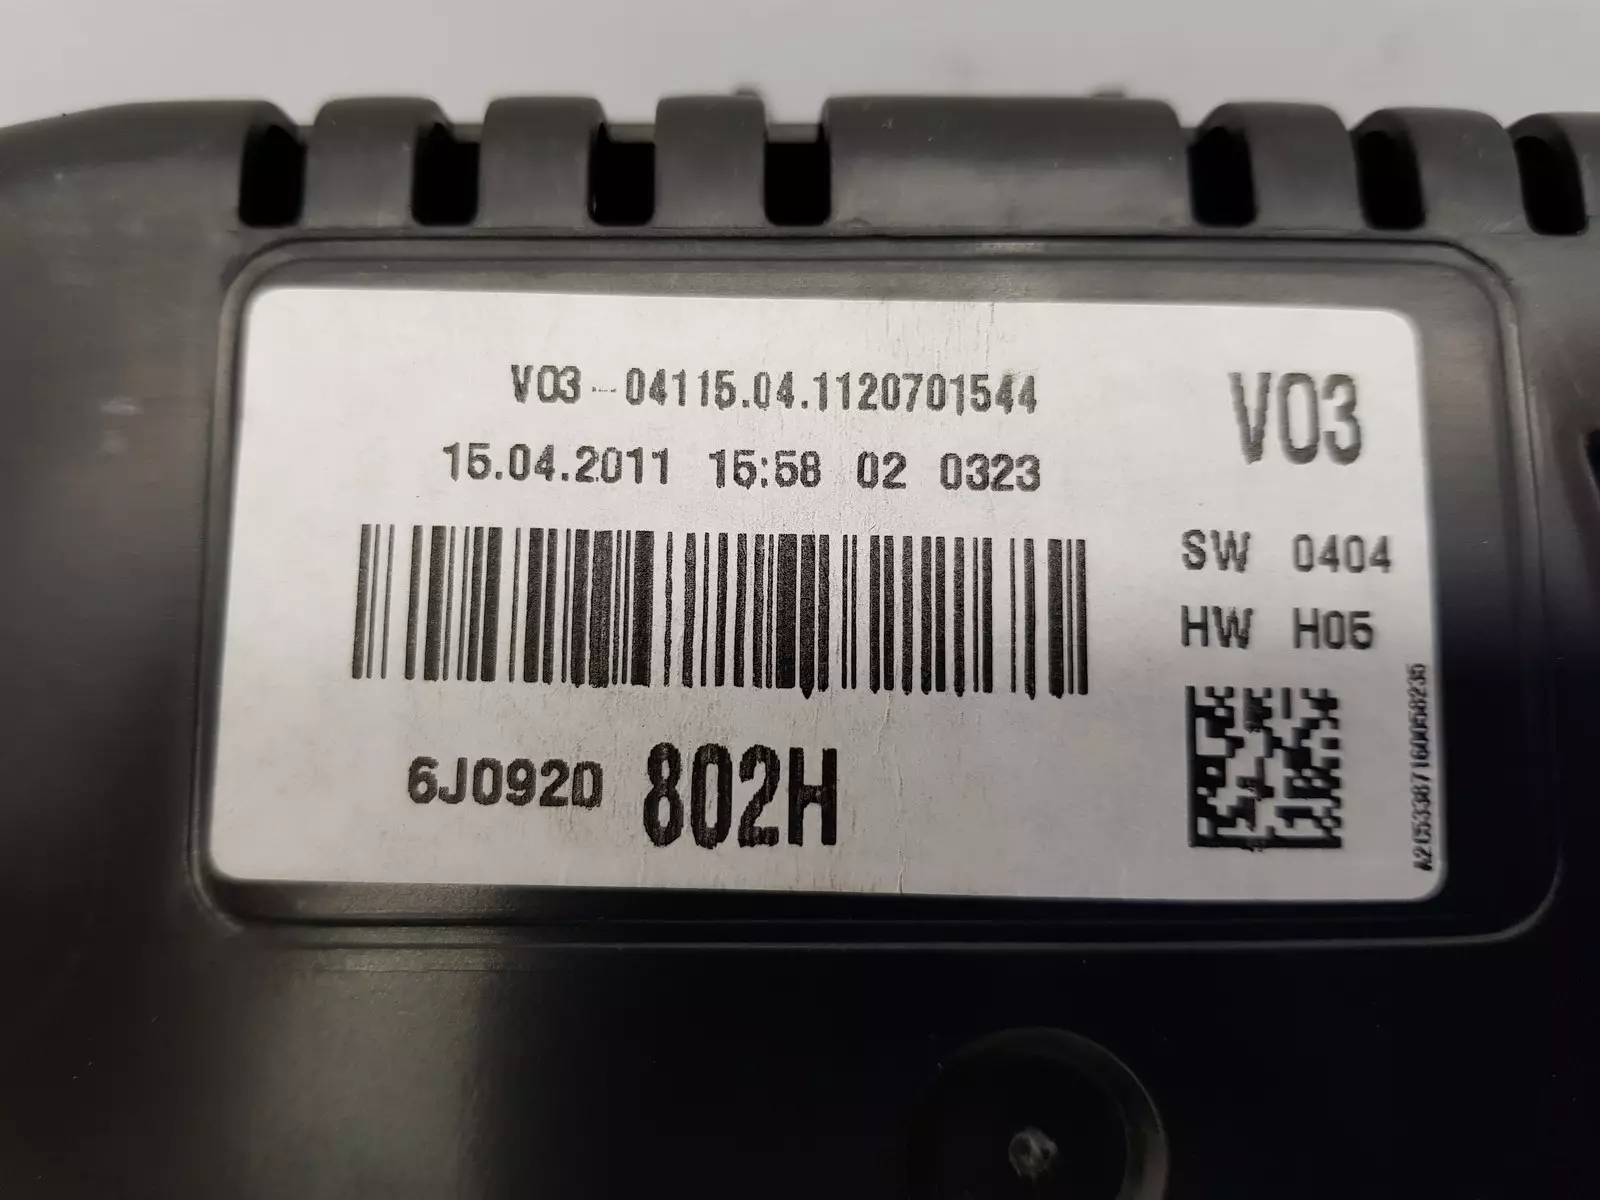 V03-04115.04.1120701544
V03
15.04.2011 15:58 02 0323
SW 0404
HW H05
6J0920 802H
A2C53387160058235